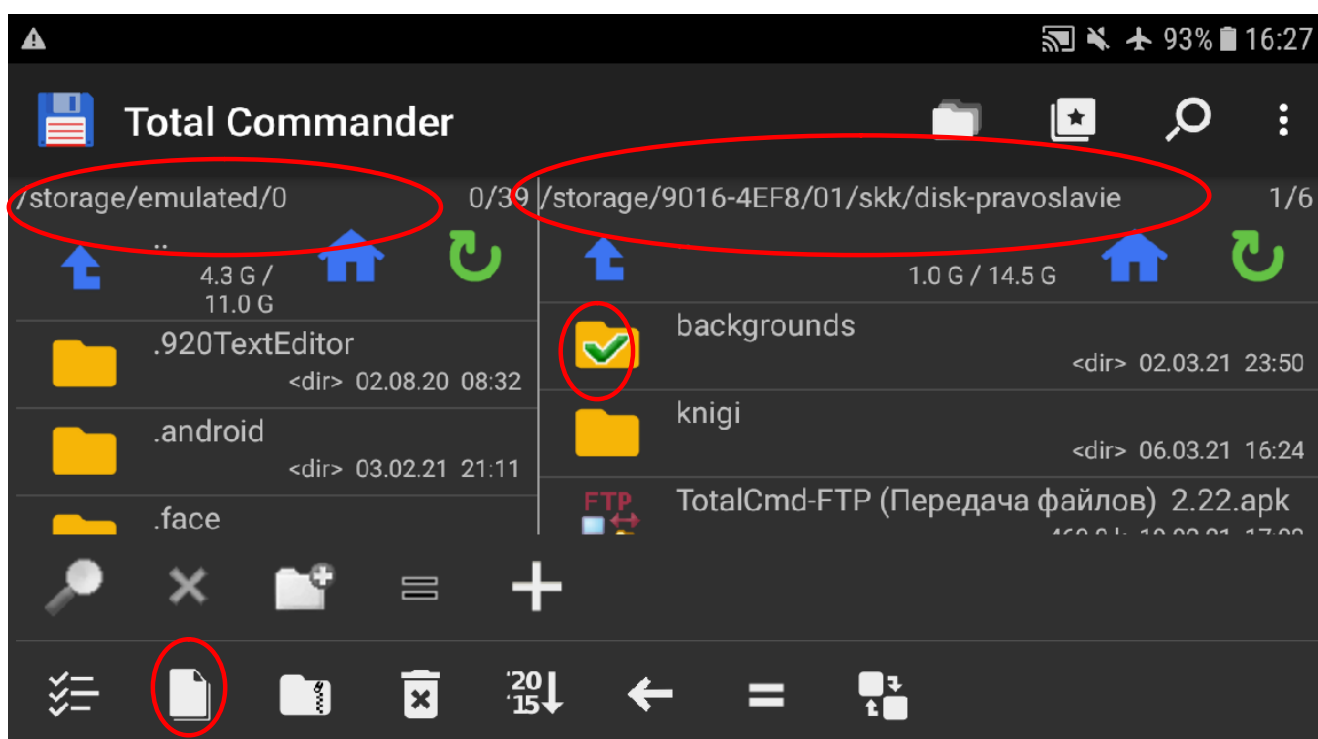 93% 16:27
Total Commander
/storage/emulated/0 0/39
..
4.3 G /
11.0 G
.920TextEditor
<dir> 02.08.20 08:32
.android
<dir> 03.02.21 21:11
.face
/storage/9016-4EF8/01/skk/disk-pravoslavie 1/6
1.0 G / 14.5 G
backgrounds
<dir> 02.03.21 23:50
knigi
<dir> 06.03.21 16:24
FTP
TotalCmd-FTP (Передача файлов) 2.22.apk
'20
'15